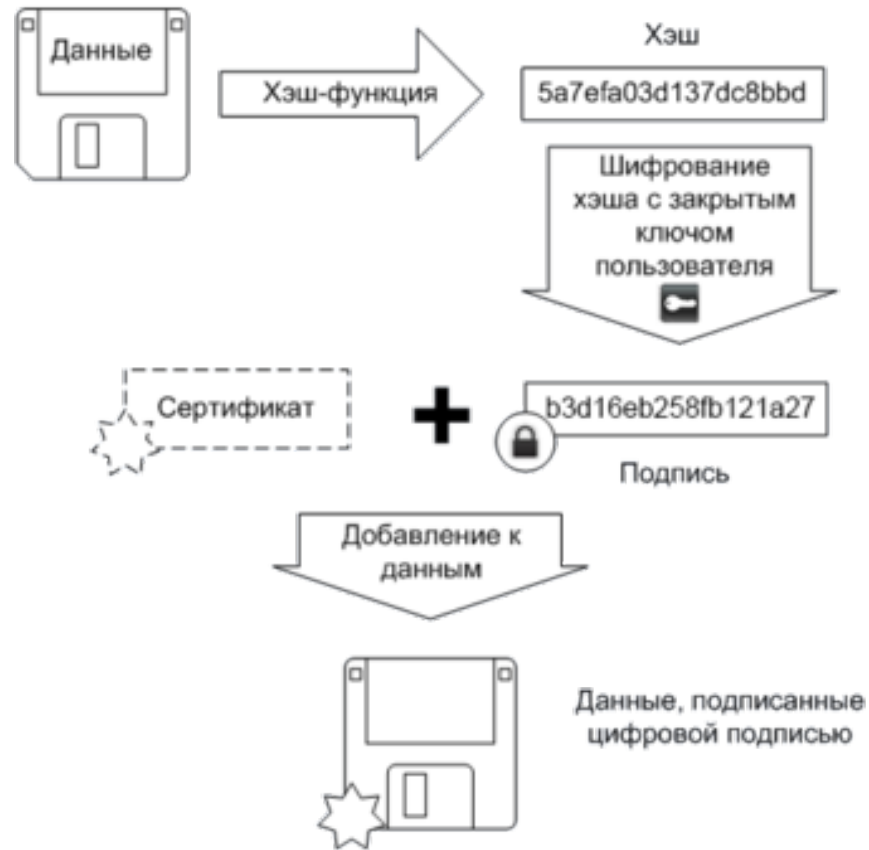 Данные
Хэш-функция
Хэш
5a7efa03d137dc8bbd
Шифрование
хэша с закрытым
ключом
пользователя
Сертификат
b3d16eb258fb121a27
Подпись
Добавление к
данным
Данные, подписанные
цифровой подписью